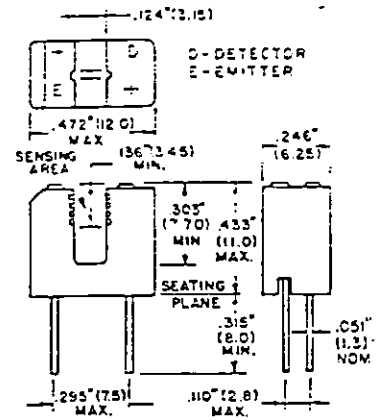 .124"(3.15)
D-DETECTOR
E-EMITTER
D
E
+
.472"(12.0)
MAX
SENSING
AREA
.136"(3.45)
MIN.
.246"
(6.25)
.303"
(7.70)
MIN
.433"
(11.0)
MAX.
SEATING
PLANE
.315"
(8.0)
MIN.
.051"
(1.3)
NOM
.295"(7.5)
MAX.
.110"(2.8)
MAX.